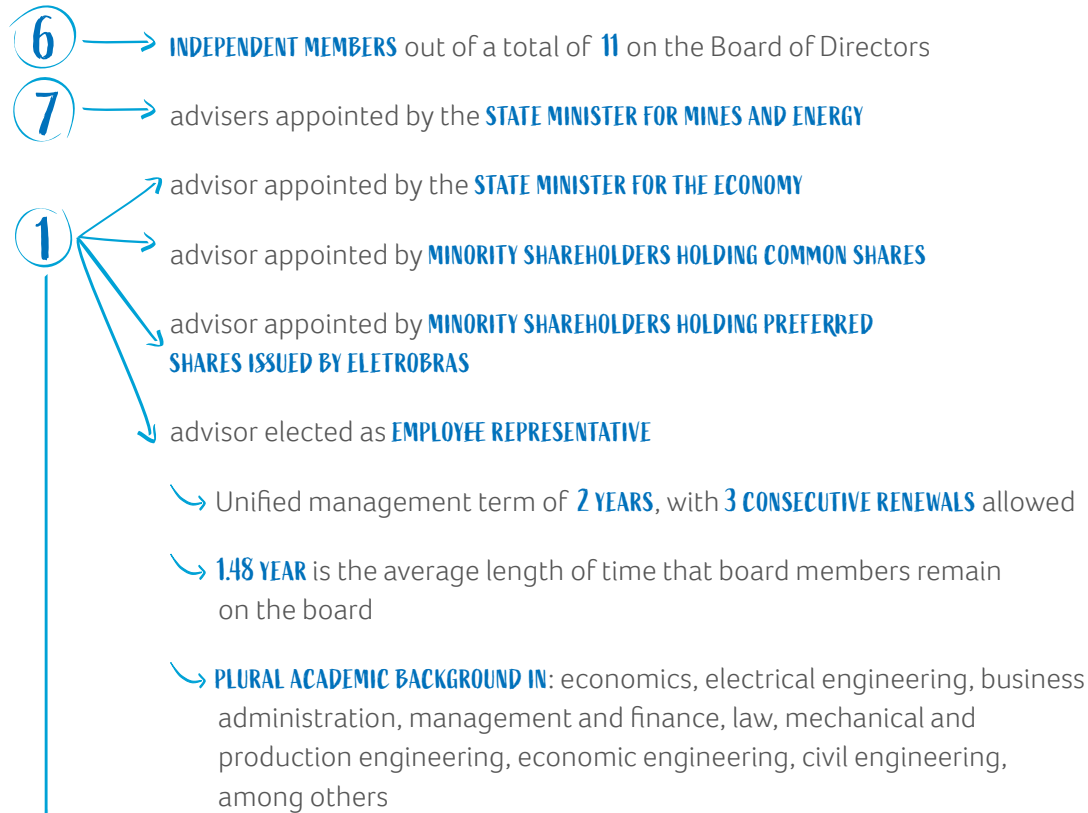 6 INDEPENDENT MEMBERS out of a total of 11 on the Board of Directors
7 advisers appointed by the STATE MINISTER FOR MINES AND ENERGY
advisor appointed by the STATE MINISTER FOR THE ECONOMY
1
advisor appointed by MINORITY SHAREHOLDERS HOLDING COMMON SHARES
advisor appointed by MINORITY SHAREHOLDERS HOLDING PREFERRED
SHARES ISSUED BY ELETROBRAS
advisor elected as EMPLOYEE REPRESENTATIVE
Unified management term of 2 YEARS, with 3 CONSECUTIVE RENEWALS allowed
1.48 YEAR is the average length of time that board members remain
on the board
PLURAL ACADEMIC BACKGROUND IN: economics, electrical engineering, business
administration, management and finance, law, mechanical and
production engineering, economic engineering, civil engineering,
among others